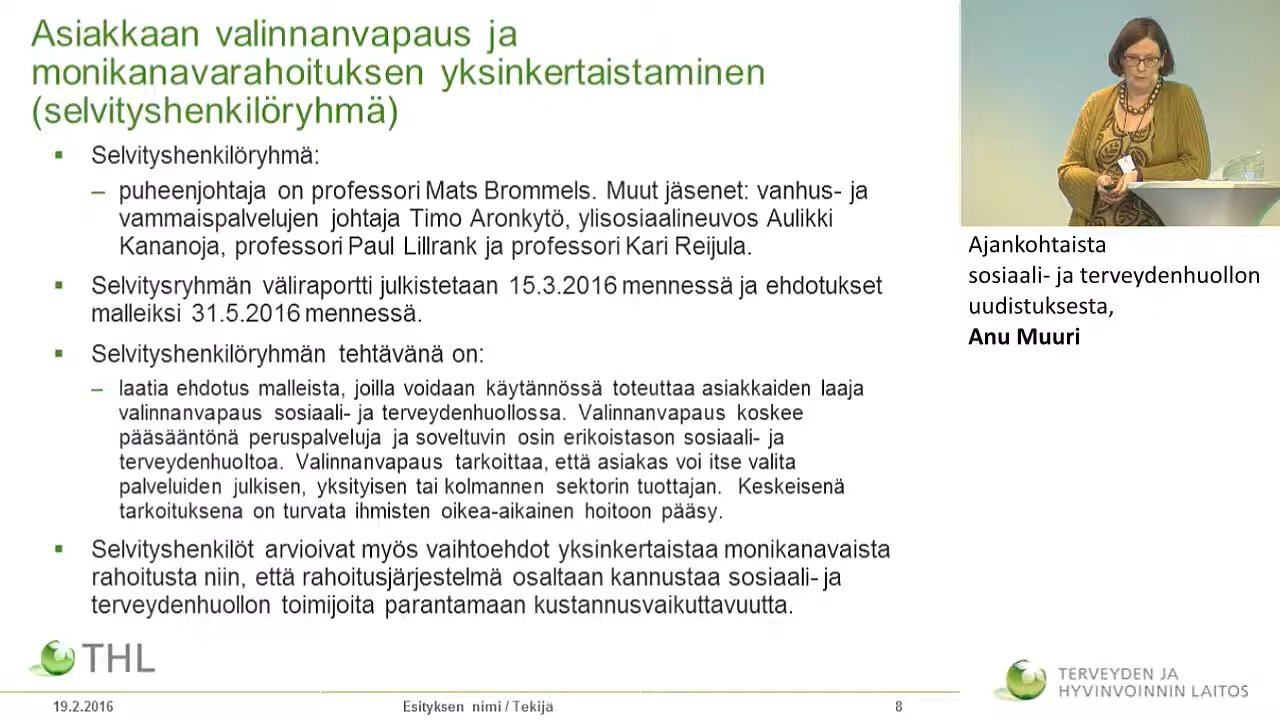 Asiakkaan valinnanvapaus ja
monikanavarahoituksen yksinkertaistaminen
(selvityshenkilöryhmä)
▪ Selvityshenkilöryhmä:
– puheenjohtaja on professori Mats Brommels. Muut jäsenet: vanhus- ja
vammaispalvelujen johtaja Timo Aronkytö, ylisosiaalineuvos Aulikki
Kananoja, professori Paul Lillrank ja professori Kari Reijula.
▪ Selvitysryhmän väliraportti julkistetaan 15.3.2016 mennessä ja ehdotukset
malleiksi 31.5.2016 mennessä.
▪ Selvityshenkilöryhmän tehtävänä on:
– laatia ehdotus malleista, joilla voidaan käytännössä toteuttaa asiakkaiden laaja
valinnanvapaus sosiaali- ja terveydenhuollossa. Valinnanvapaus koskee
pääsääntönä peruspalveluja ja soveltuvin osin erikoistason sosiaali- ja
terveydenhuoltoa. Valinnanvapaus tarkoittaa, että asiakas voi itse valita
palveluiden julkisen, yksityisen tai kolmannen sektorin tuottajan. Keskeisenä
tarkoituksena on turvata ihmisten oikea-aikainen hoitoon pääsy.
▪ Selvityshenkilöt arvioivat myös vaihtoehdot yksinkertaistaa monikanavaista
rahoitusta niin, että rahoitusjärjestelmä osaltaan kannustaa sosiaali- ja
terveydenhuollon toimijoita parantamaan kustannusvaikuttavuutta.
THL
19.2.2016
Esityksen nimi / Tekijä
8
Ajankohtaista
sosiaali- ja terveydenhuollon
uudistuksesta,
Anu Muuri
TERVEYDEN JA
HYVINVOINNIN LAITOS